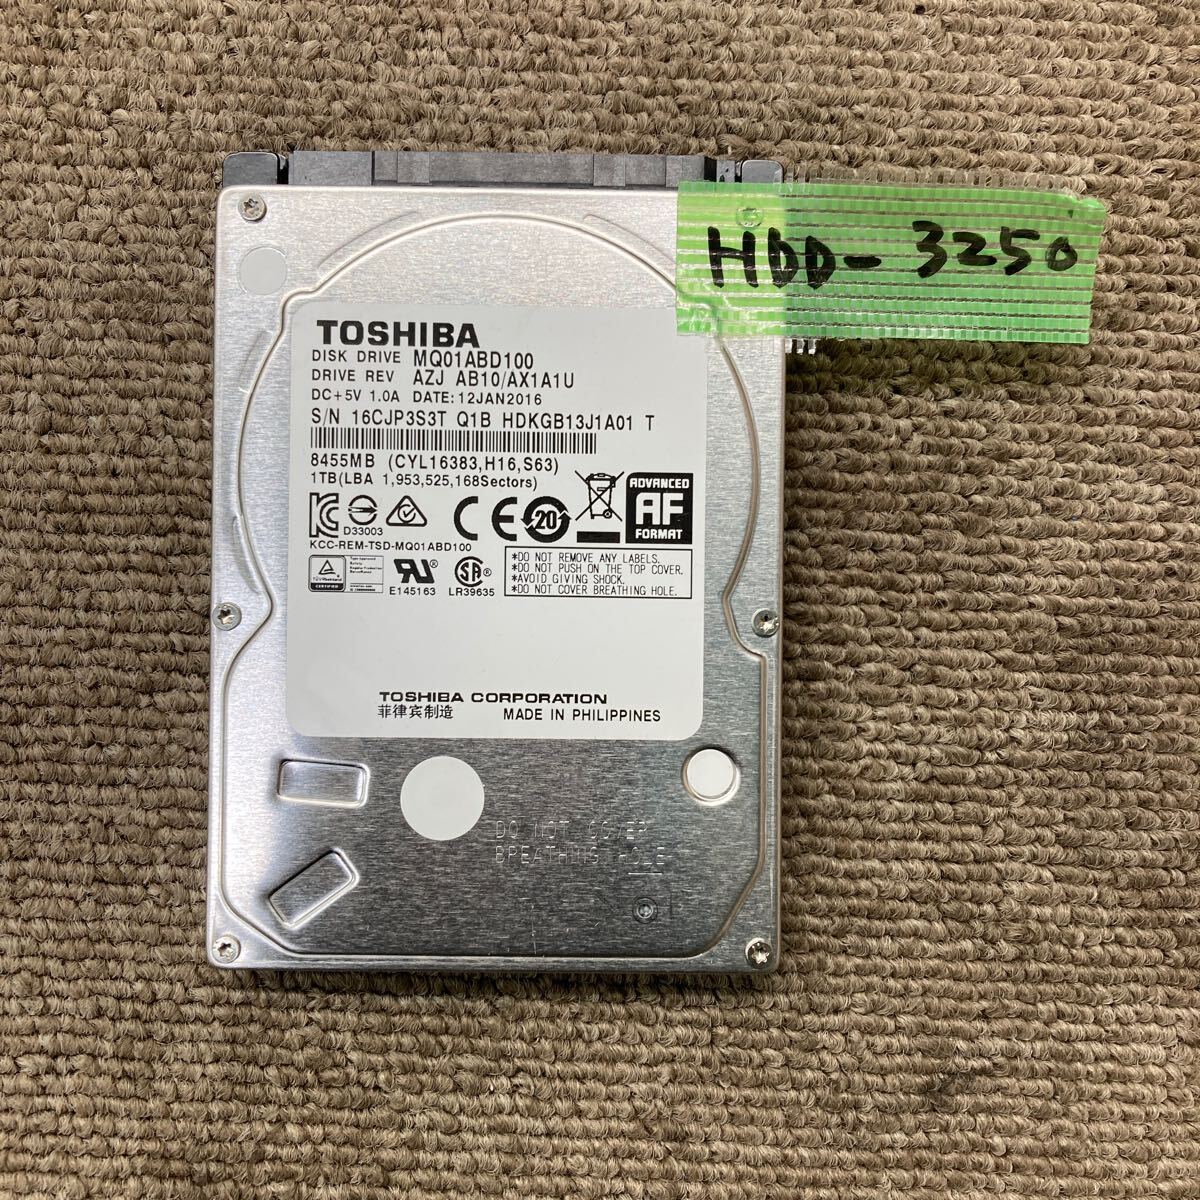 HDD-3250
TOSHIBA
DISK DRIVE MQ01ABD100
DRIVE REV AZJ AB10/AX1A1U
DC+5V 1.0A DATE:12JAN2016
S/N 16CJP3S3T Q1B HDKGB13J1A01 T
8455MB (CYL16383,H16,S63)
1TB(LBA 1,953,525,168Sectors)
D33003
CE
20
ADVANCED
AF
FORMAT
KCC-REM-TSD-MQ01ABD100
E145163
LR39635
*DO NOT REMOVE ANY LABELS.
*DO NOT PUSH ON THE TOP COVER.
*AVOID GIVING SHOCK.
*DO NOT COVER BREATHING HOLE.
TOSHIBA CORPORATION
菲律宾制造 MADE IN PHILIPPINES
DO NOT COVER
BREATHING HOLE